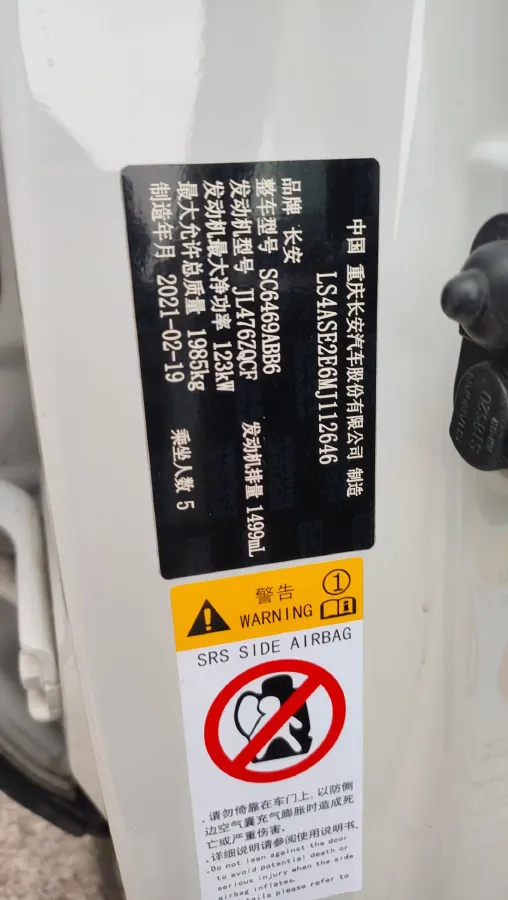 中国 重庆长安汽车股份有限公司 制造
LS4ASE2E6MJ112646
品牌 长安
整车型号 SC6469ABB6
发动机型号 JL476ZQCF 发动机排量 1499mL
发动机最大净功率 123kW
最大允许总质量 1985kg 乘坐人数 5
制造年月 2021-02-19
警告 ①
WARNING
SRS SIDE AIRBAG
·请勿倚靠在车门上,以防侧
边空气囊充气膨胀时造成死
亡或严重伤害.
·详细说明请参阅使用说明书.
·Do not lean against the door
to avoid potential death or
serious injury when the side
airbag inflates.
please refer to